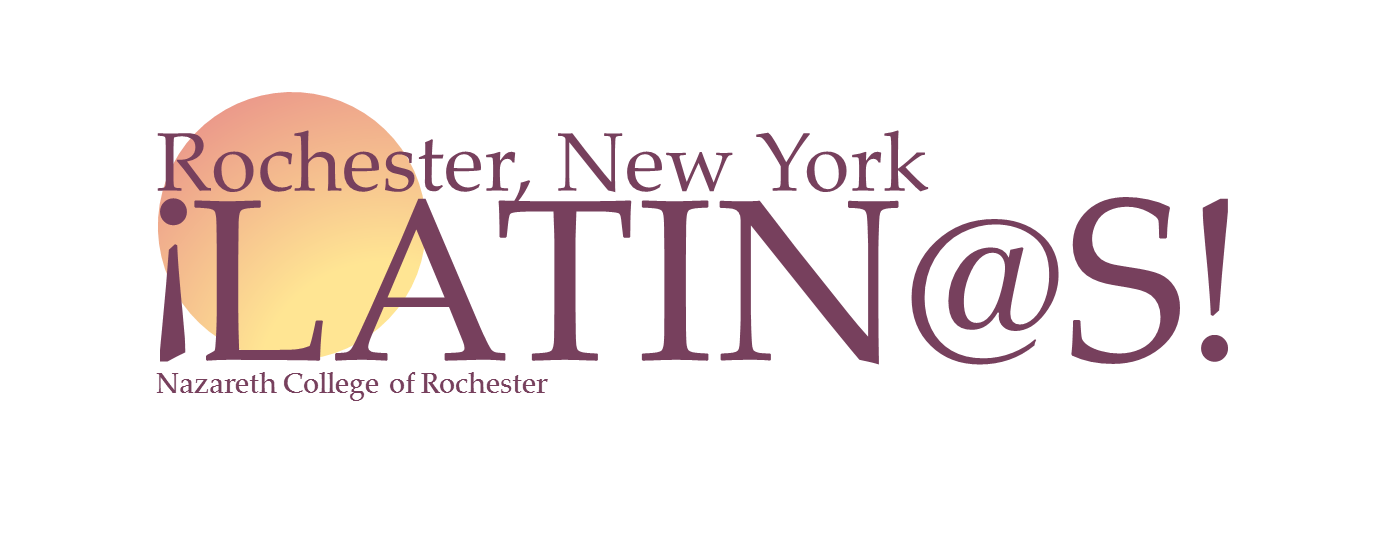 Rochester, New York
¡LATIN@S!
Nazareth College of Rochester